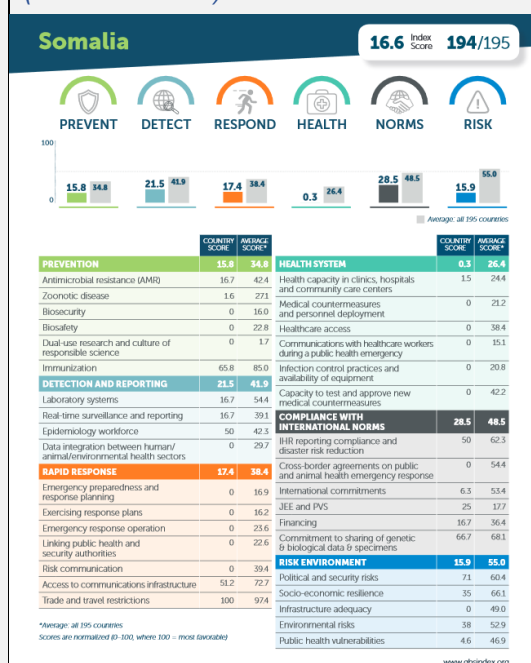 Somalia
16.6 Index Score 194/195
PREVENT DETECT RESPOND HEALTH NORMS RISK
100
0
15.8 34.8
21.5 41.9
17.4 38.4
0.3 26.4
28.5 48.5
15.9 55.0
Average: all 195 countries
COUNTRY SCORE AVERAGE SCORE*
PREVENTION 15.8 34.8
Antimicrobial resistance (AMR) 16.7 42.4
Zoonotic disease 1.6 27.1
Biosecurity 0 16.0
Biosafety 0 22.8
Dual-use research and culture of
responsible science 0 1.7
Immunization 65.8 85.0
DETECTION AND REPORTING 21.5 41.9
Laboratory systems 16.7 54.4
Real-time surveillance and reporting 16.7 39.1
Epidemiology workforce 50 42.3
Data integration between human/
animal/environmental health sectors 0 29.7
RAPID RESPONSE 17.4 38.4
Emergency preparedness and
response planning 0 16.9
Exercising response plans 0 16.2
Emergency response operation 0 23.6
Linking public health and
security authorities 0 22.6
Risk communication 0 39.4
Access to communications infrastructure 51.2 72.7
Trade and travel restrictions 100 97.4
*Average: all 195 countries
Scores are normalized (0–100, where 100 = most favorable)
COUNTRY SCORE AVERAGE SCORE*
HEALTH SYSTEM 0.3 26.4
Health capacity in clinics, hospitals
and community care centers 1.5 24.4
Medical countermeasures
and personnel deployment 0 21.2
Healthcare access 0 38.4
Communications with healthcare workers
during a public health emergency 0 15.1
Infection control practices and
availability of equipment 0 20.8
Capacity to test and approve new
medical countermeasures 0 42.2
COMPLIANCE WITH
INTERNATIONAL NORMS 28.5 48.5
IHR reporting compliance and
disaster risk reduction 50 62.3
Cross-border agreements on public
and animal health emergency response 0 54.4
International commitments 6.3 53.4
JEE and PVS 25 17.7
Financing 16.7 36.4
Commitment to sharing of genetic
& biological data & specimens 66.7 68.1
RISK ENVIRONMENT 15.9 55.0
Political and security risks 7.1 60.4
Socio-economic resilience 35 66.1
Infrastructure adequacy 0 49.0
Environmental risks 38 52.9
Public health vulnerabilities 4.6 46.9
www.ghsindex.org